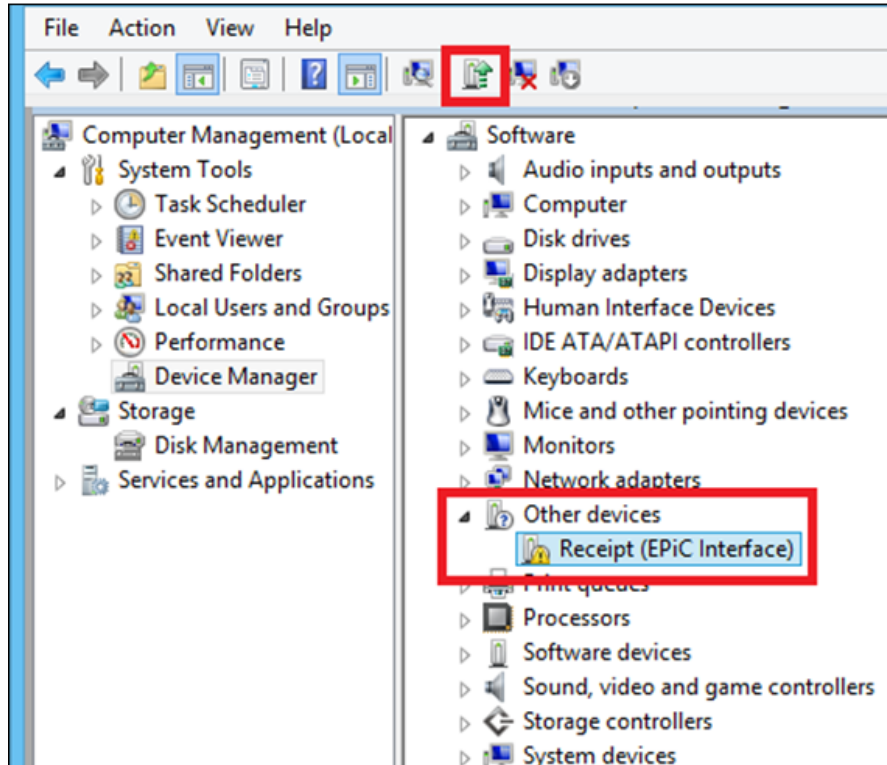 File Action View Help
Computer Management (Local
System Tools
Task Scheduler
Event Viewer
Shared Folders
Local Users and Groups
Performance
Device Manager
Storage
Disk Management
Services and Applications
Software
Audio inputs and outputs
Computer
Disk drives
Display adapters
Human Interface Devices
IDE ATA/ATAPI controllers
Keyboards
Mice and other pointing devices
Monitors
Network adapters
Other devices
Receipt (EPiC Interface)
Print queues
Processors
Software devices
Sound, video and game controllers
Storage controllers
System devices